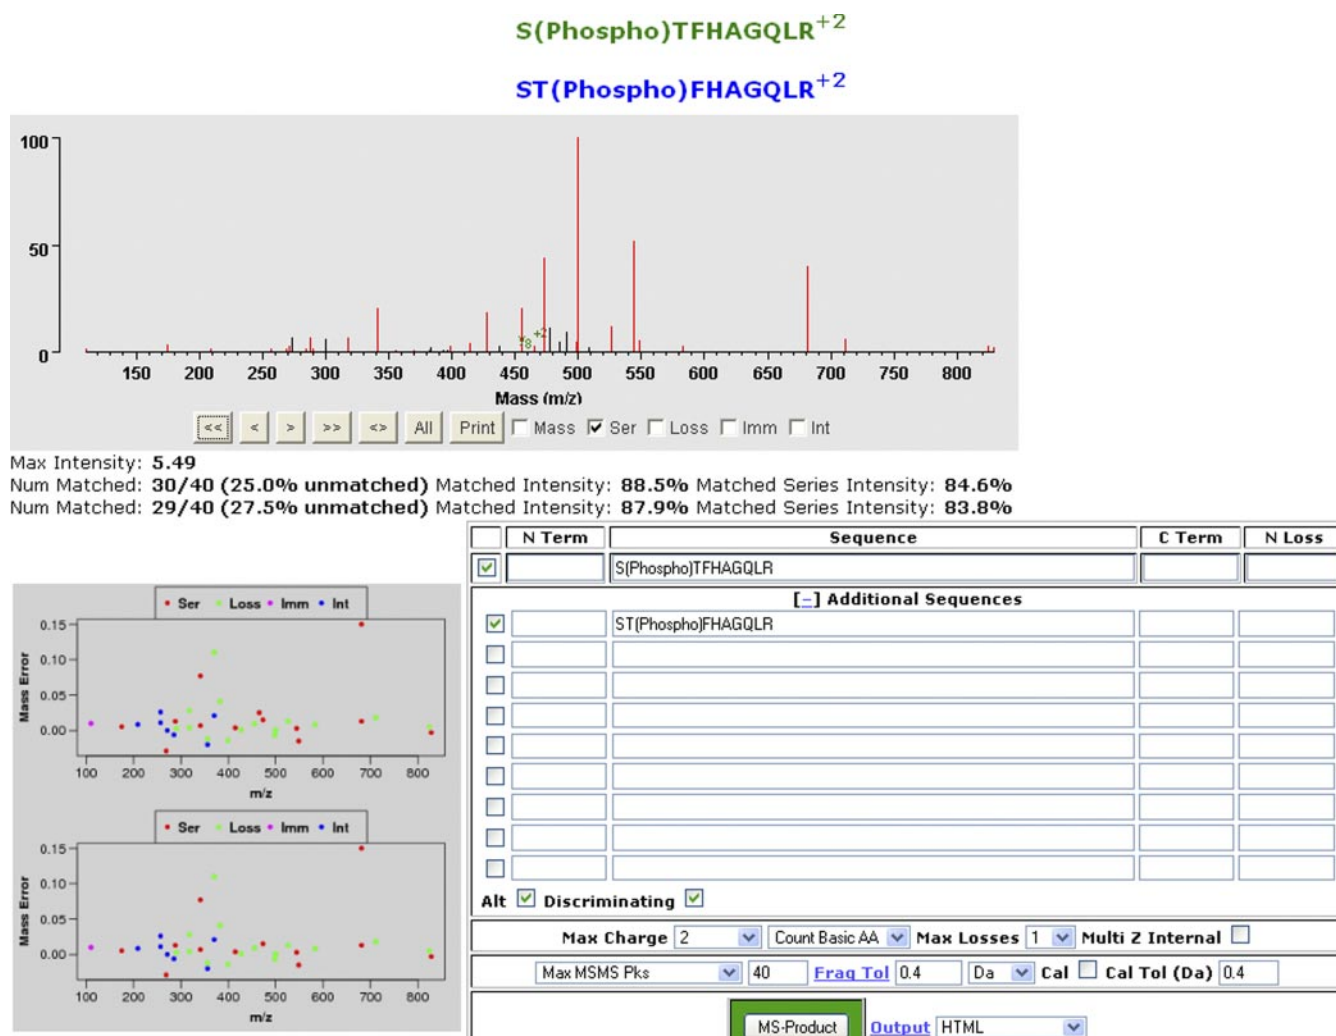 S(Phospho)TFHAGQLR+2
ST(Phospho)FHAGQLR+2
100
50
0
+2
150 200 250 300 350 400 450 500 550 600 650 700 750 800
Mass (m/z)
<< < > >> <> All Print Mass Ser Loss Imm Int
Max Intensity: 5.49
Num Matched: 30/40 (25.0% unmatched) Matched Intensity: 88.5% Matched Series Intensity: 84.6%
Num Matched: 29/40 (27.5% unmatched) Matched Intensity: 87.9% Matched Series Intensity: 83.8%
N Term Sequence C Term N Loss
S(Phospho)TFHAGQLR
[-] Additional Sequences
ST(Phospho)FHAGQLR
Alt Discriminating
Max Charge 2 Count Basic AA Max Losses 1 Multi Z Internal
Max MSMS Pks 40 Frag Tol 0.4 Da Cal Cal Tol (Da) 0.4
MS-Product Output HTML
Ser Loss Imm Int
Mass Error
0.15
0.10
0.05
0.00
100 200 300 400 500 600 700 800
m/z
Ser Loss Imm Int
Mass Error
0.15
0.10
0.05
0.00
100 200 300 400 500 600 700 800
m/z